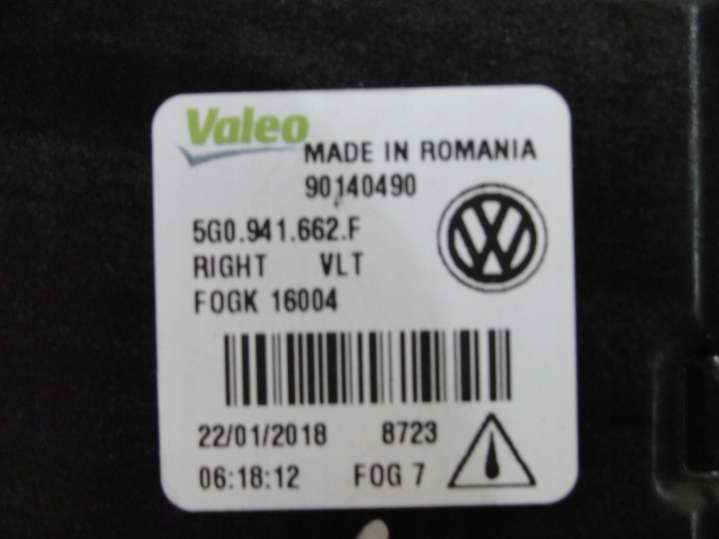 Valeo
MADE IN ROMANIA
90140490
5G0.941.662.F
RIGHT VLT
FOGK 16004
22/01/2018 8723
06:18:12 FOG 7